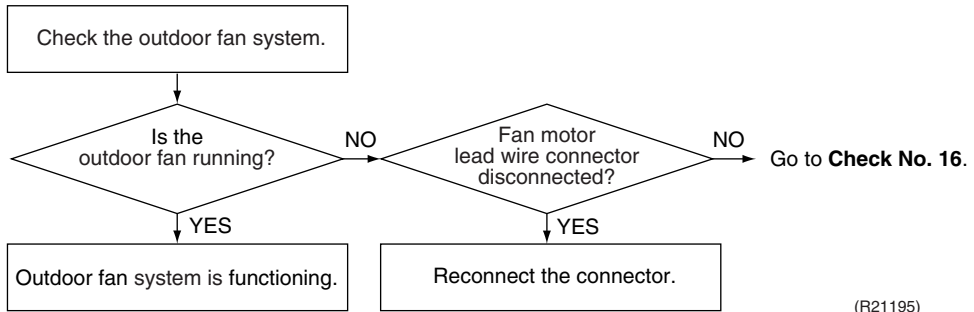 Check the outdoor fan system.
Is the
outdoor fan running?
NO
Fan motor
lead wire connector
disconnected?
NO
Go to Check No. 16.
YES
YES
Outdoor fan system is functioning.
Reconnect the connector.
(R21195)